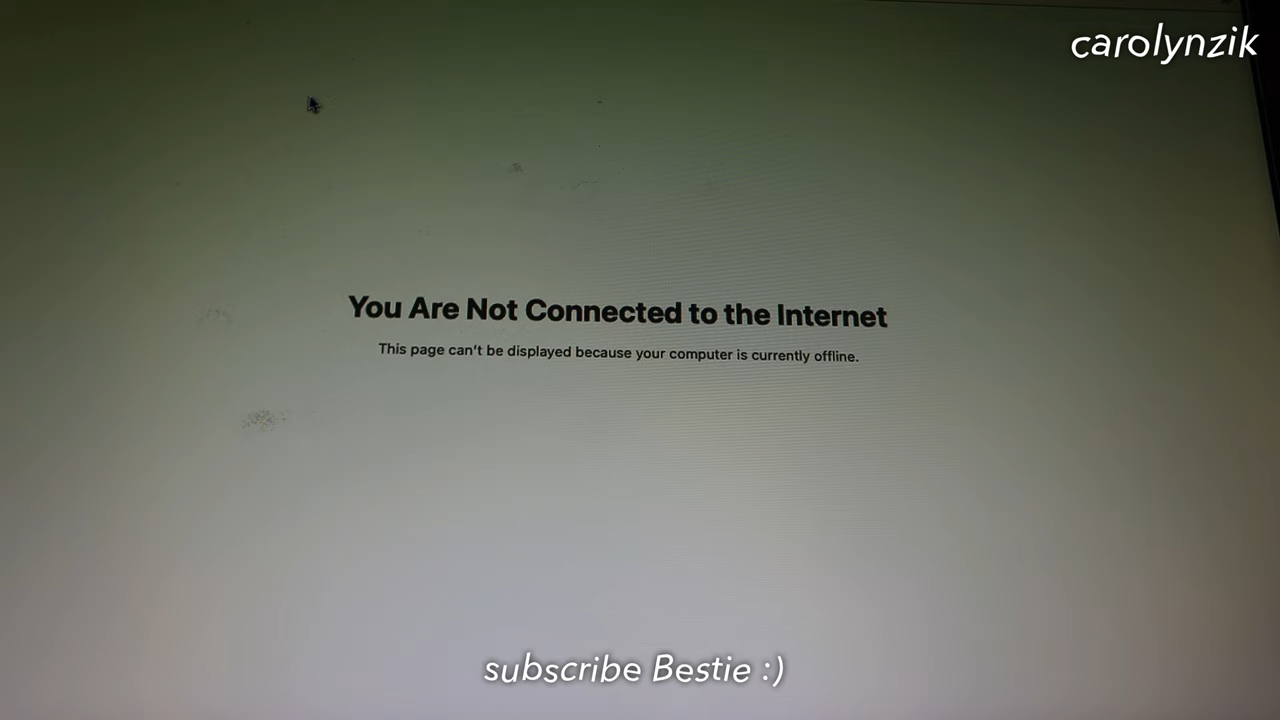 carolynzik
You Are Not Connected to the Internet
This page can't be displayed because your computer is currently offline.
subscribe Bestie :)